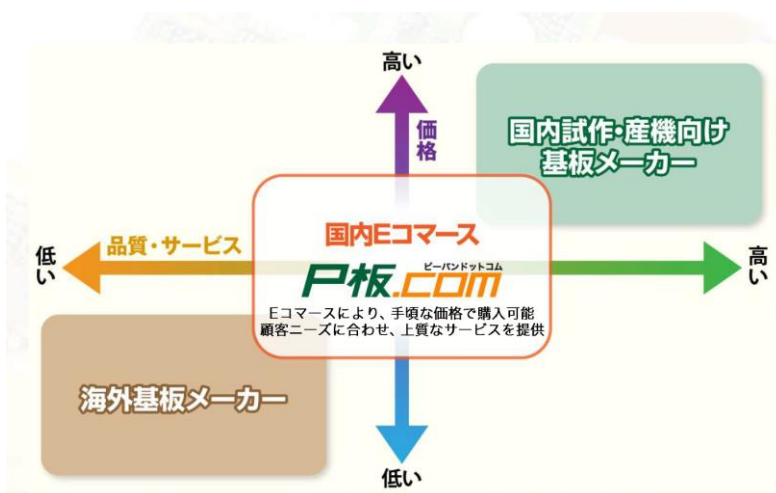 高い
価格
国内試作・産機向け
基板メーカー
品質・サービス
低い
高い
国内Eコマース
ピーバンドットコム
P板.com
Eコマースにより、手頃な価格で購入可能
顧客ニーズに合わせ、上質なサービスを提供
海外基板メーカー
低い